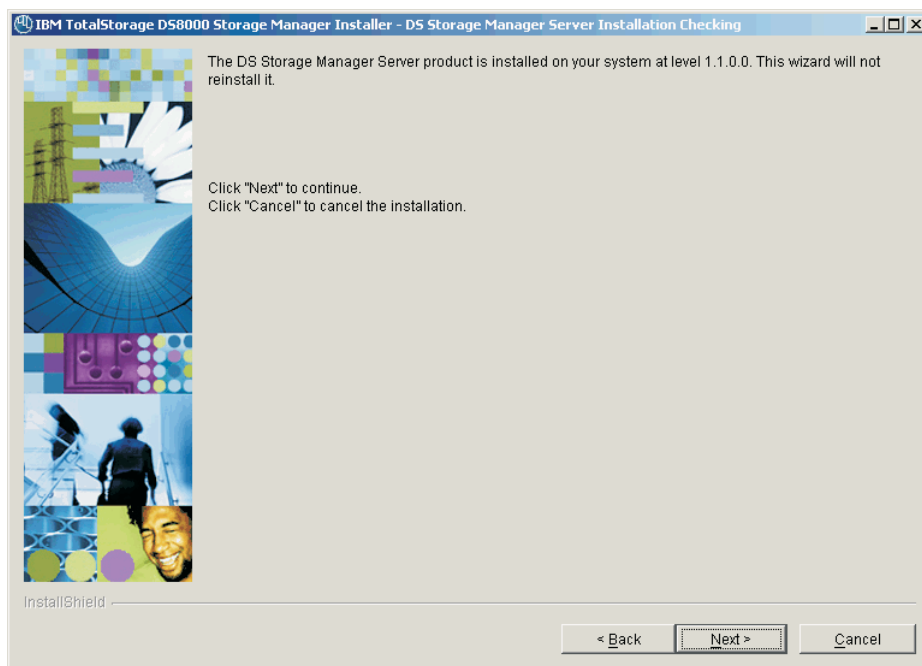 IBM TotalStorage DS8000 Storage Manager Installer - DS Storage Manager Server Installation Checking
The DS Storage Manager Server product is installed on your system at level 1.1.0.0. This wizard will not
reinstall it.
Click "Next" to continue.
Click "Cancel" to cancel the installation.
InstallShield
< Back
Next >
Cancel